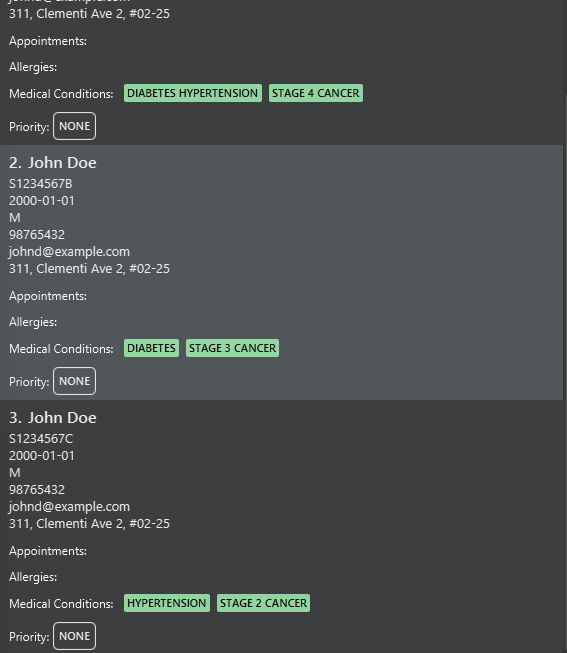 johnd@example.com
311, Clementi Ave 2, #02-25
Appointments:
Allergies:
Medical Conditions: DIABETES HYPERTENSION STAGE 4 CANCER
Priority: NONE
2. John Doe
S1234567B
2000-01-01
M
98765432
johnd@example.com
311, Clementi Ave 2, #02-25
Appointments:
Allergies:
Medical Conditions: DIABETES STAGE 3 CANCER
Priority: NONE
3. John Doe
S1234567C
2000-01-01
M
98765432
johnd@example.com
311, Clementi Ave 2, #02-25
Appointments:
Allergies:
Medical Conditions: HYPERTENSION STAGE 2 CANCER
Priority: NONE